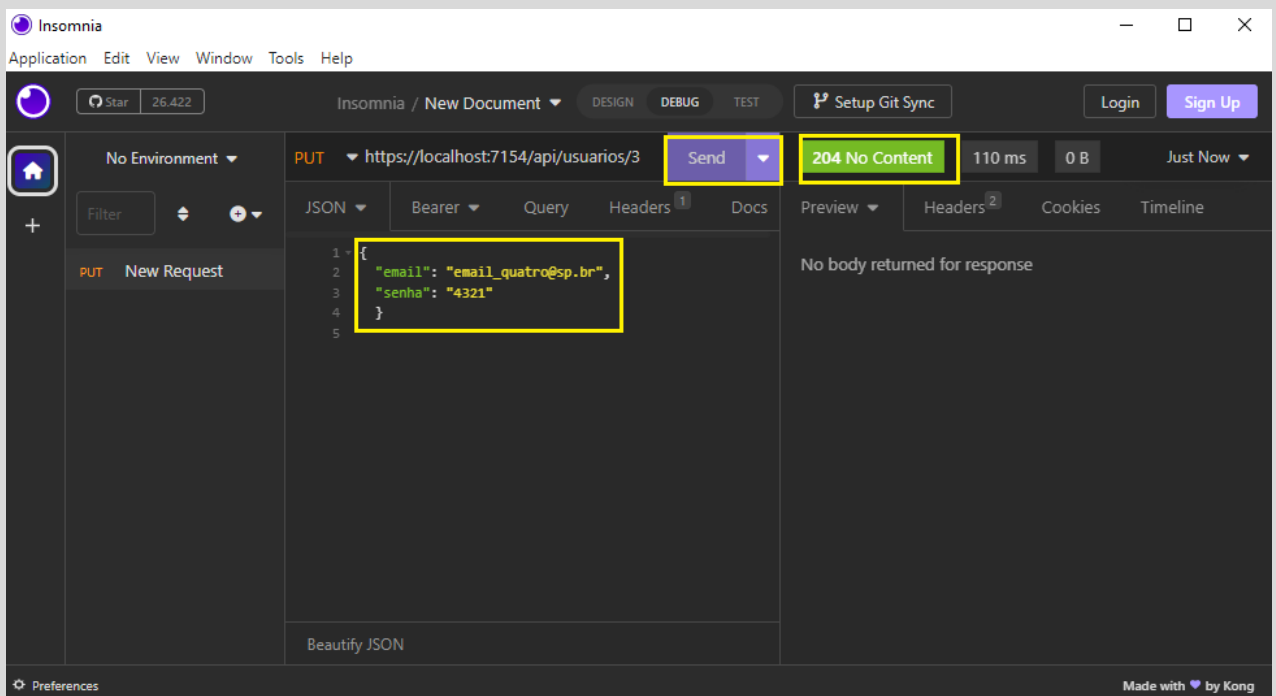 Insomnia
Application Edit View Window Tools Help
Star 26.422 Insomnia / New Document DESIGN DEBUG TEST Setup Git Sync Login Sign Up
No Environment PUT https://localhost:7154/api/usuarios/3 Send 204 No Content 110 ms 0 B Just Now
Filter JSON Bearer Query Headers 1 Docs Preview Headers 2 Cookies Timeline
PUT New Request
1 {
2 "email": "email_quatro@sp.br",
3 "senha": "4321"
4 }
5
No body returned for response
Beautify JSON
Preferences Made with 💜 by Kong